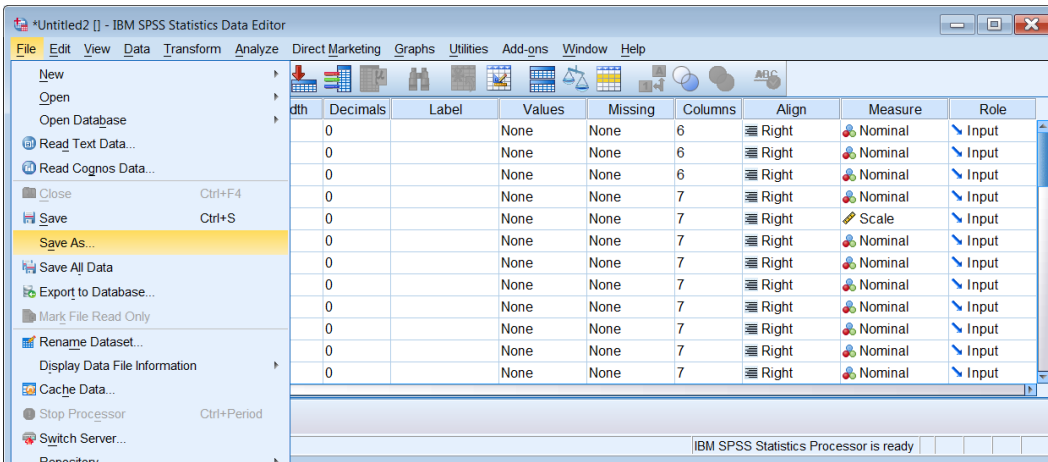 *Untitled2 [] - IBM SPSS Statistics Data Editor
File Edit View Data Transform Analyze Direct Marketing Graphs Utilities Add-ons Window Help
New
Open
Open Database
Read Text Data...
Read Cognos Data...
Close Ctrl+F4
Save Ctrl+S
Save As...
Save All Data
Export to Database...
Mark File Read Only
Rename Dataset...
Display Data File Information
Cache Data...
Stop Processor Ctrl+Period
Switch Server...
Repository
dth Decimals Label Values Missing Columns Align Measure Role
0 None None 6 Right Nominal Input
0 None None 6 Right Nominal Input
0 None None 6 Right Nominal Input
0 None None 7 Right Nominal Input
0 None None 7 Right Scale Input
0 None None 7 Right Nominal Input
0 None None 7 Right Nominal Input
0 None None 7 Right Nominal Input
0 None None 7 Right Nominal Input
0 None None 7 Right Nominal Input
0 None None 7 Right Nominal Input
0 None None 7 Right Nominal Input
IBM SPSS Statistics Processor is ready